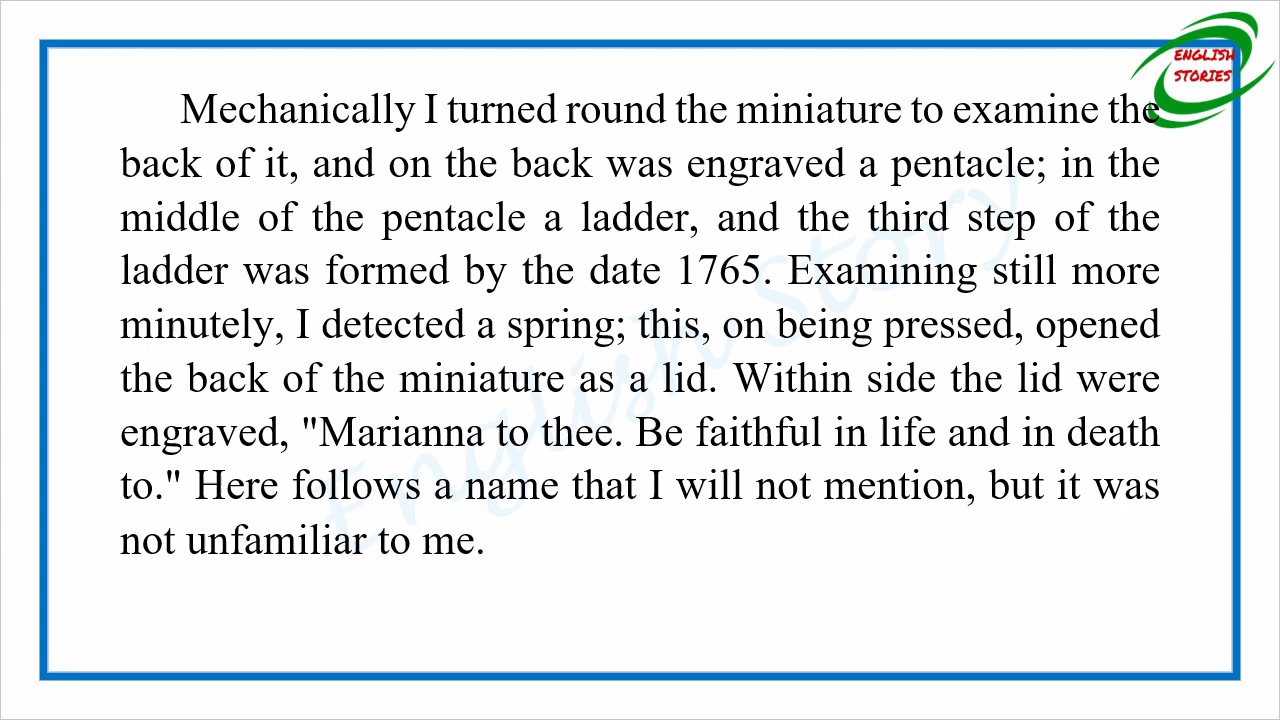 ENGLISH
STORIES
Mechanically I turned round the miniature to examine the
back of it, and on the back was engraved a pentacle; in the
middle of the pentacle a ladder, and the third step of the
ladder was formed by the date 1765. Examining still more
minutely, I detected a spring; this, on being pressed, opened
the back of the miniature as a lid. Within side the lid were
engraved, "Marianna to thee. Be faithful in life and in death
to." Here follows a name that I will not mention, but it was
not unfamiliar to me.
English Story